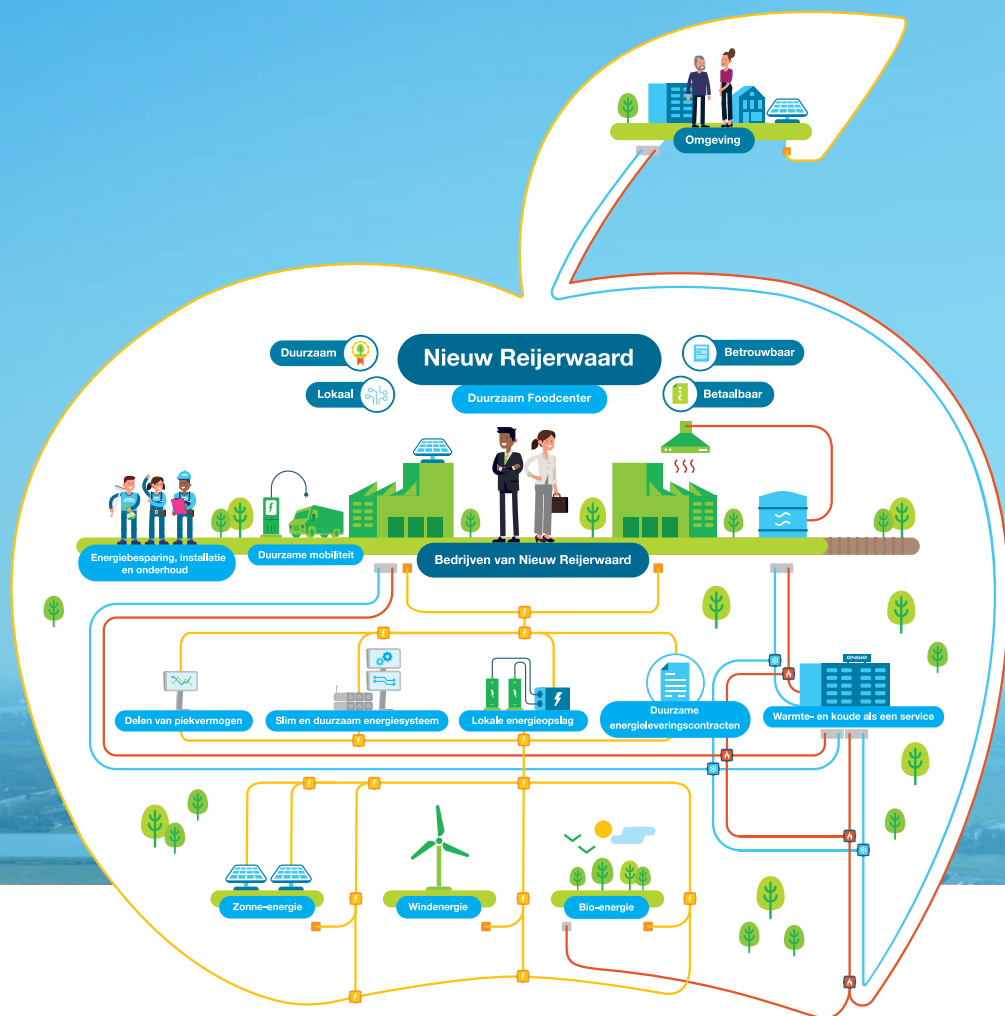 Omgeving
Duurzaam
Nieuw Reijerwaard
Betrouwbaar
Lokaal
Duurzaam Foodcenter
Betaalbaar
Energiebesparing, installatie
en onderhoud
Duurzame mobiliteit
Bedrijven van Nieuw Reijerwaard
Delen van piekvermogen
Slim en duurzaam energiesysteem
Lokale energieopslag
Duurzame
energieleveringscontracten
Warmte- en koude als een service
Zonne-energie
Windenergie
Bio-energie